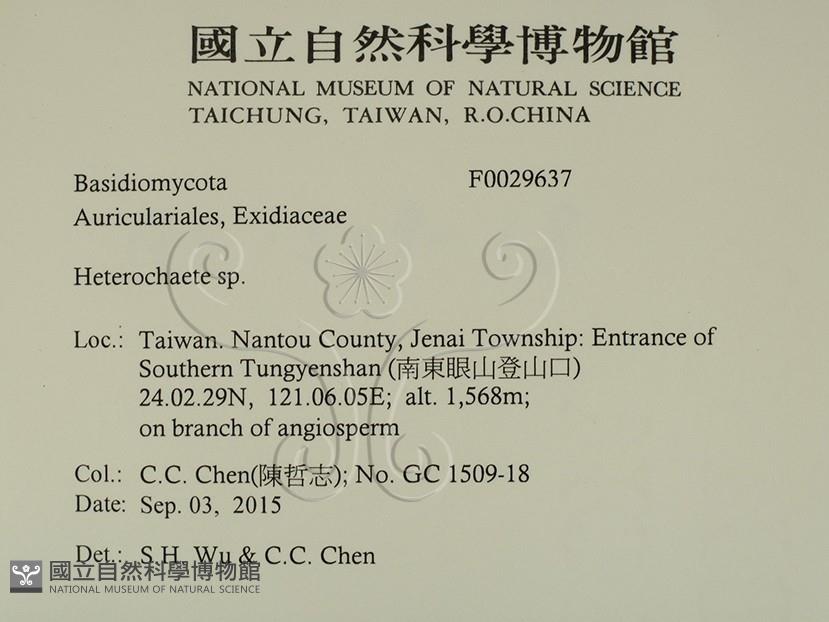 國立自然科學博物館
NATIONAL MUSEUM OF NATURAL SCIENCE
TAICHUNG, TAIWAN, R.O.CHINA
Basidiomycota F0029637
Auriculariales, Exidiaceae
Heterochaete sp.
Loc.: Taiwan. Nantou County, Jenai Township: Entrance of
Southern Tungyenshan (南東眼山登山口)
24.02.29N, 121.06.05E; alt. 1,568m;
on branch of angiosperm
Col.: C.C. Chen(陳哲志); No. GC 1509-18
Date: Sep. 03, 2015
Det.: S.H. Wu & C.C. Chen
國立自然科學博物館
NATIONAL MUSEUM OF NATURAL SCIENCE